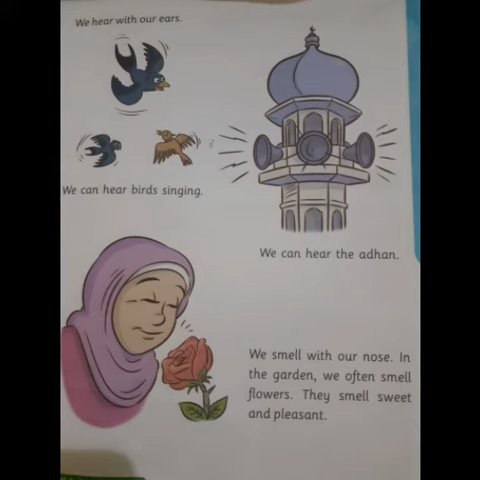 We hear with our ears.
We can hear birds singing.
We can hear the adhan.
We smell with our nose. In
the garden, we often smell
flowers. They smell sweet
and pleasant.